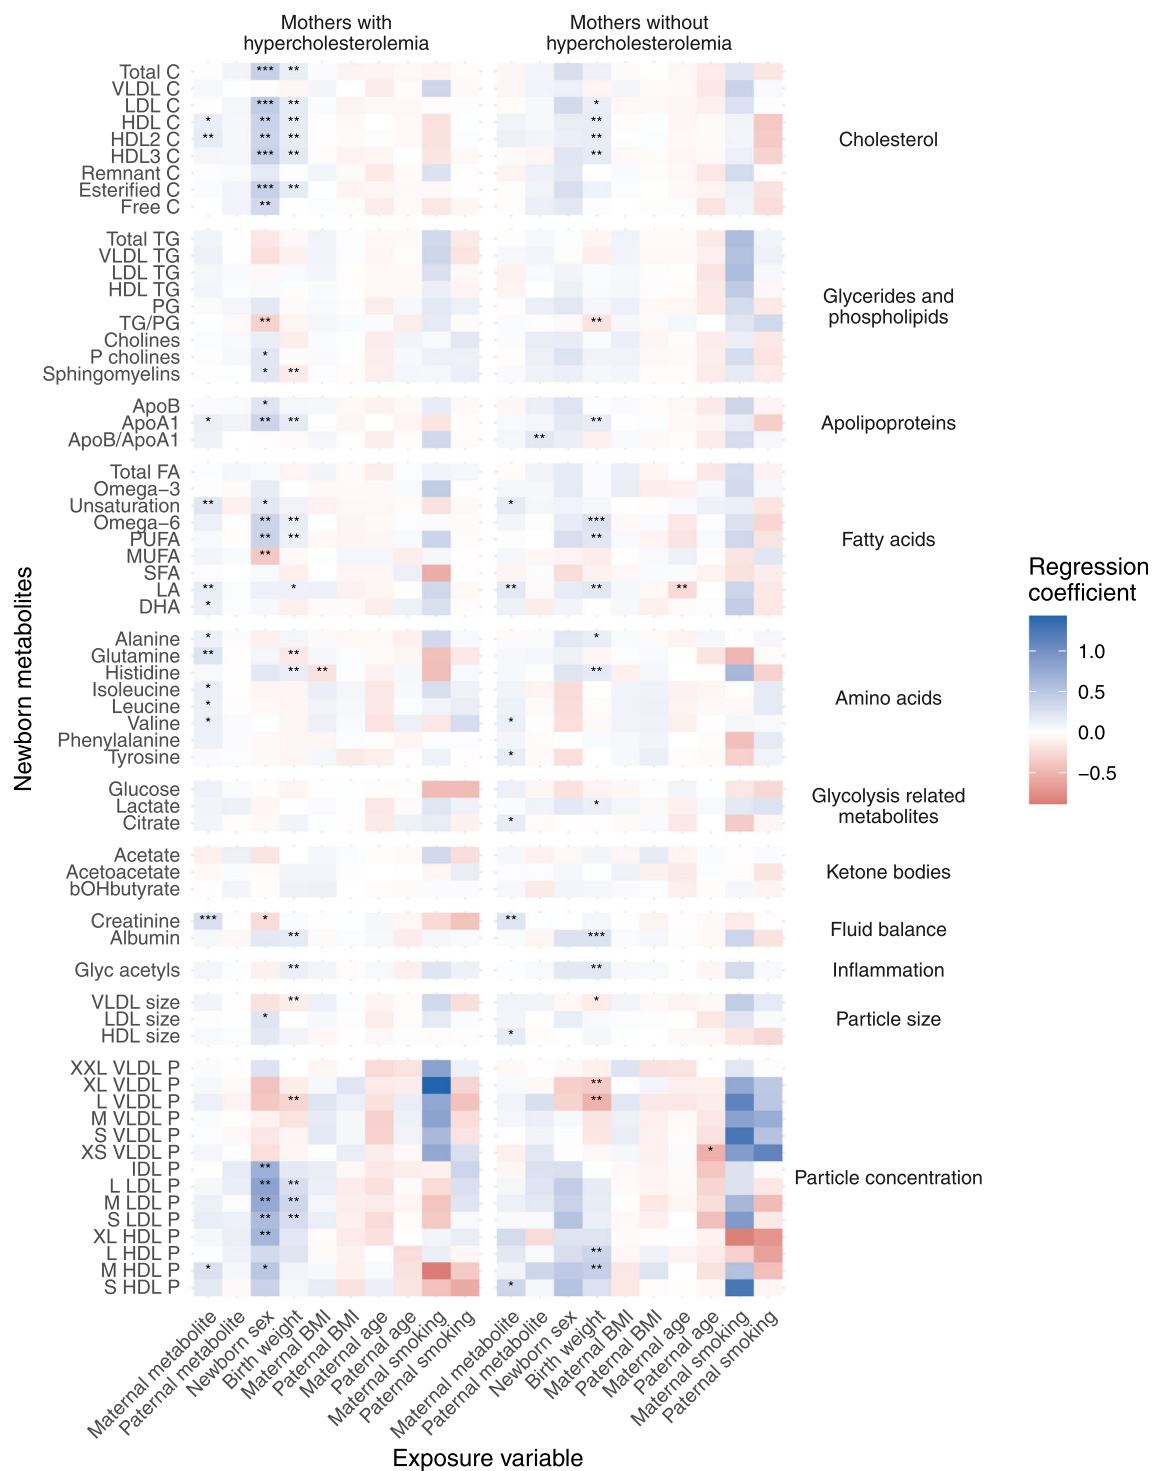 Mothers with
hypercholesterolemia
Mothers without
hypercholesterolemia
Total C *** **
VLDL C
LDL C *** ** *
HDL C * ** ** **
HDL2 C ** ** ** **
HDL3 C *** ** **
Remnant C
Esterified C *** **
Free C **
Cholesterol
Total TG
VLDL TG
LDL TG
HDL TG
PG
TG/PG ** **
Cholines
P cholines *
Sphingomyelins * **
Glycerides and
phospholipids
ApoB *
ApoA1 * ** ** **
ApoB/ApoA1 **
Apolipoproteins
Total FA
Omega−3
Unsaturation ** * *
Omega−6 ** ** ***
PUFA ** ** **
MUFA **
SFA
LA ** * ** ** **
DHA *
Fatty acids
Alanine * *
Glutamine ** **
Histidine ** ** **
Isoleucine *
Leucine *
Valine * *
Phenylalanine
Tyrosine *
Amino acids
Glucose
Lactate *
Citrate *
Glycolysis related
metabolites
Acetate
Acetoacetate
bOHbutyrate
Ketone bodies
Creatinine *** * **
Albumin ** ***
Fluid balance
Glyc acetyls ** **
Inflammation
VLDL size ** *
LDL size *
HDL size *
Particle size
XXL VLDL P
XL VLDL P **
L VLDL P ** **
M VLDL P
S VLDL P
XS VLDL P *
IDL P **
L LDL P ** **
M LDL P ** **
S LDL P ** **
XL HDL P **
L HDL P **
M HDL P * * **
S HDL P *
Particle concentration
Newborn metabolites
Maternal metabolite
Paternal metabolite
Newborn sex
Birth weight
Maternal BMI
Paternal BMI
Maternal age
Paternal age
Maternal smoking
Paternal smoking
Maternal metabolite
Paternal metabolite
Newborn sex
Birth weight
Maternal BMI
Paternal BMI
Maternal age
Paternal age
Maternal smoking
Paternal smoking
Exposure variable
Regression
coefficient
1.0
0.5
0.0
−0.5